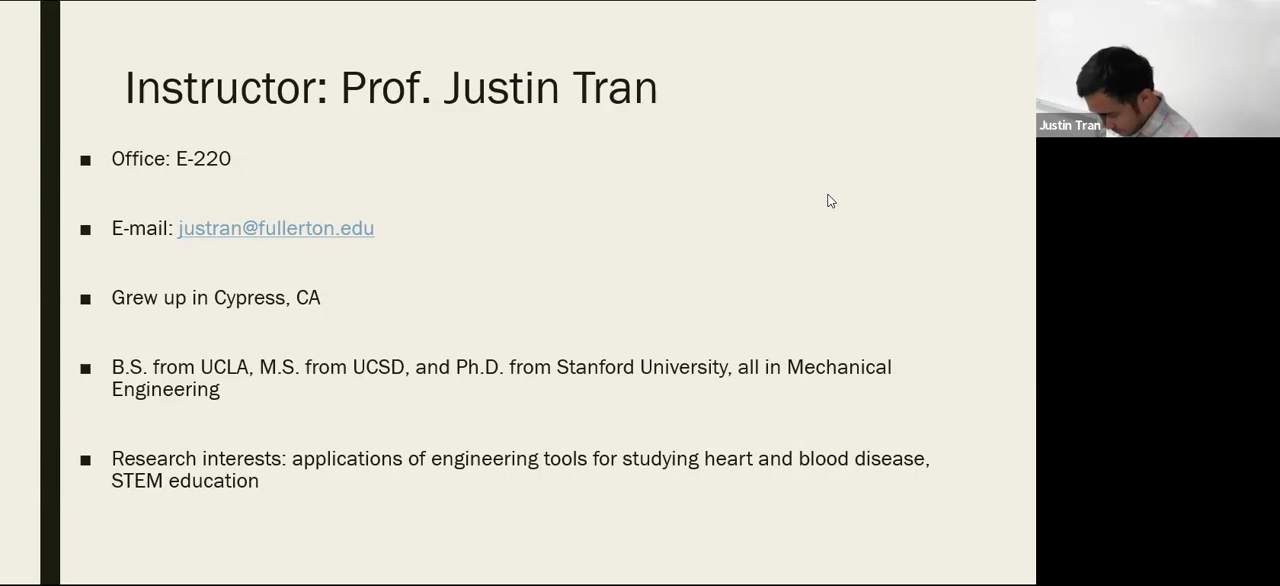 Instructor: Prof. Justin Tran
■ Office: E-220
■ E-mail: justran@fullerton.edu
■ Grew up in Cypress, CA
■ B.S. from UCLA, M.S. from UCSD, and Ph.D. from Stanford University, all in Mechanical
Engineering
■ Research interests: applications of engineering tools for studying heart and blood disease,
STEM education
Justin Tran